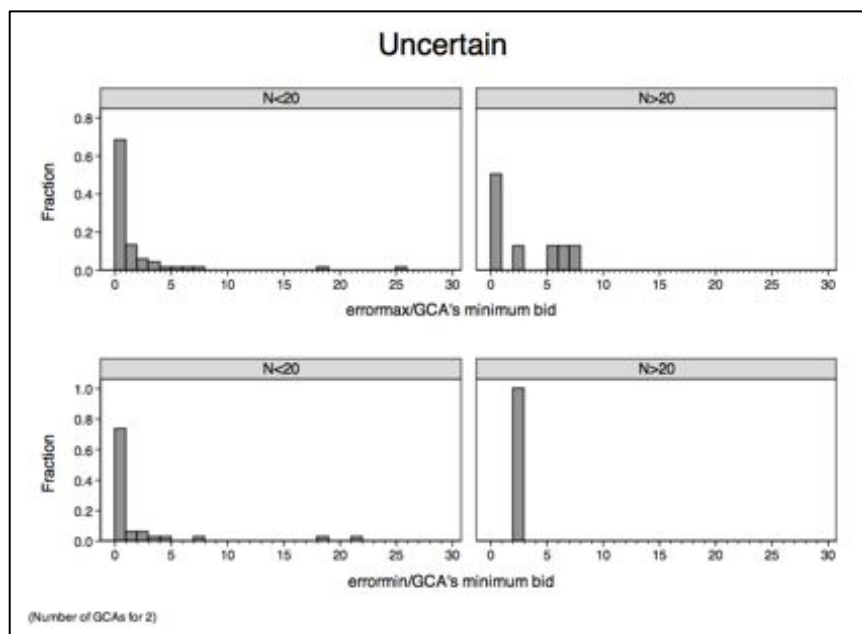 Uncertain
N<20 N>20
0.8
0.6
0.4
0.2
0.0
Fraction
0 5 10 15 20 25 30 0 5 10 15 20 25 30
errormax/GCA's minimum bid
N<20 N>20
1.0
0.8
0.6
0.4
0.2
0.0
Fraction
0 5 10 15 20 25 30 0 5 10 15 20 25 30
errormin/GCA's minimum bid
(Number of GCAs for 2)